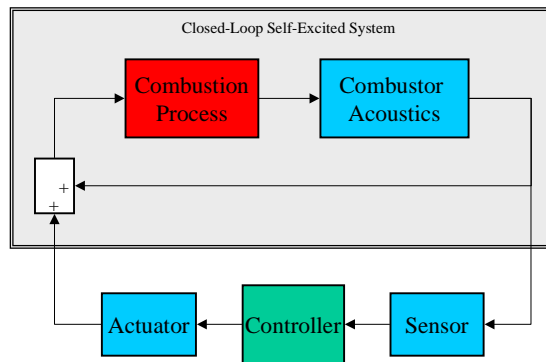 Closed-Loop Self-Excited System
Combustion
Process
Combustor
Acoustics
+
+
Actuator
Controller
Sensor